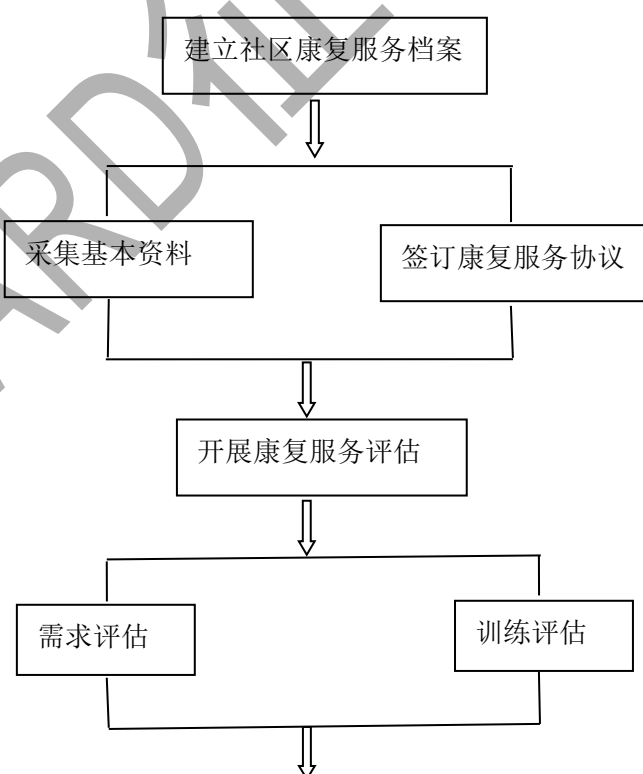 建立社区康复服务档案
采集基本资料
签订康复服务协议
开展康复服务评估
需求评估
训练评估